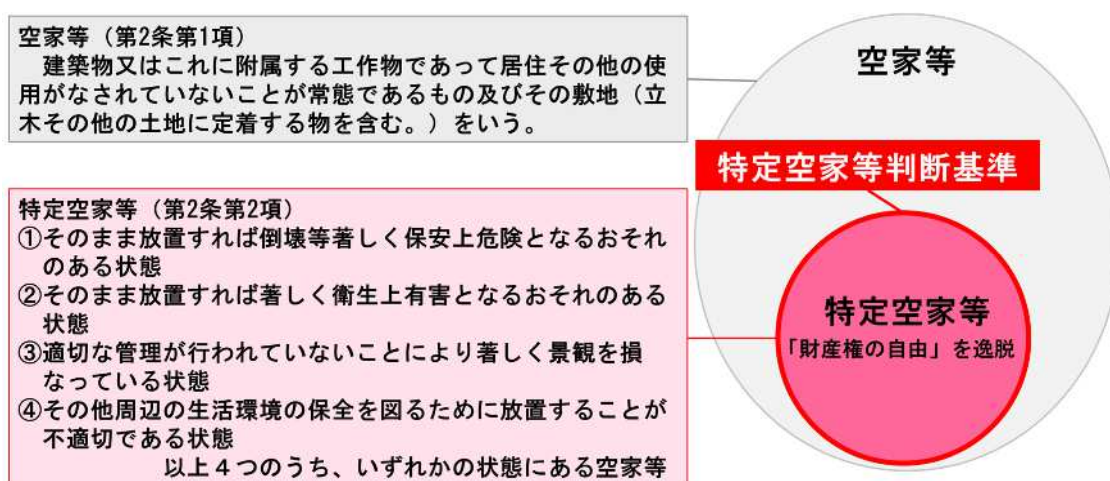 空家等（第2条第1項）
　建築物又はこれに附属する工作物であって居住その他の使
用がなされていないことが常態であるもの及びその敷地（立
木その他の土地に定着する物を含む。）をいう。
空家等
特定空家等判断基準
特定空家等（第2条第2項）
①そのまま放置すれば倒壊等著しく保安上危険となるおそれ
のある状態
②そのまま放置すれば著しく衛生上有害となるおそれのある
状態
③適切な管理が行われていないことにより著しく景観を損
なっている状態
④その他周辺の生活環境の保全を図るために放置することが
不適切である状態
以上４つのうち、いずれかの状態にある空家等
特定空家等
「財産権の自由」を逸脱